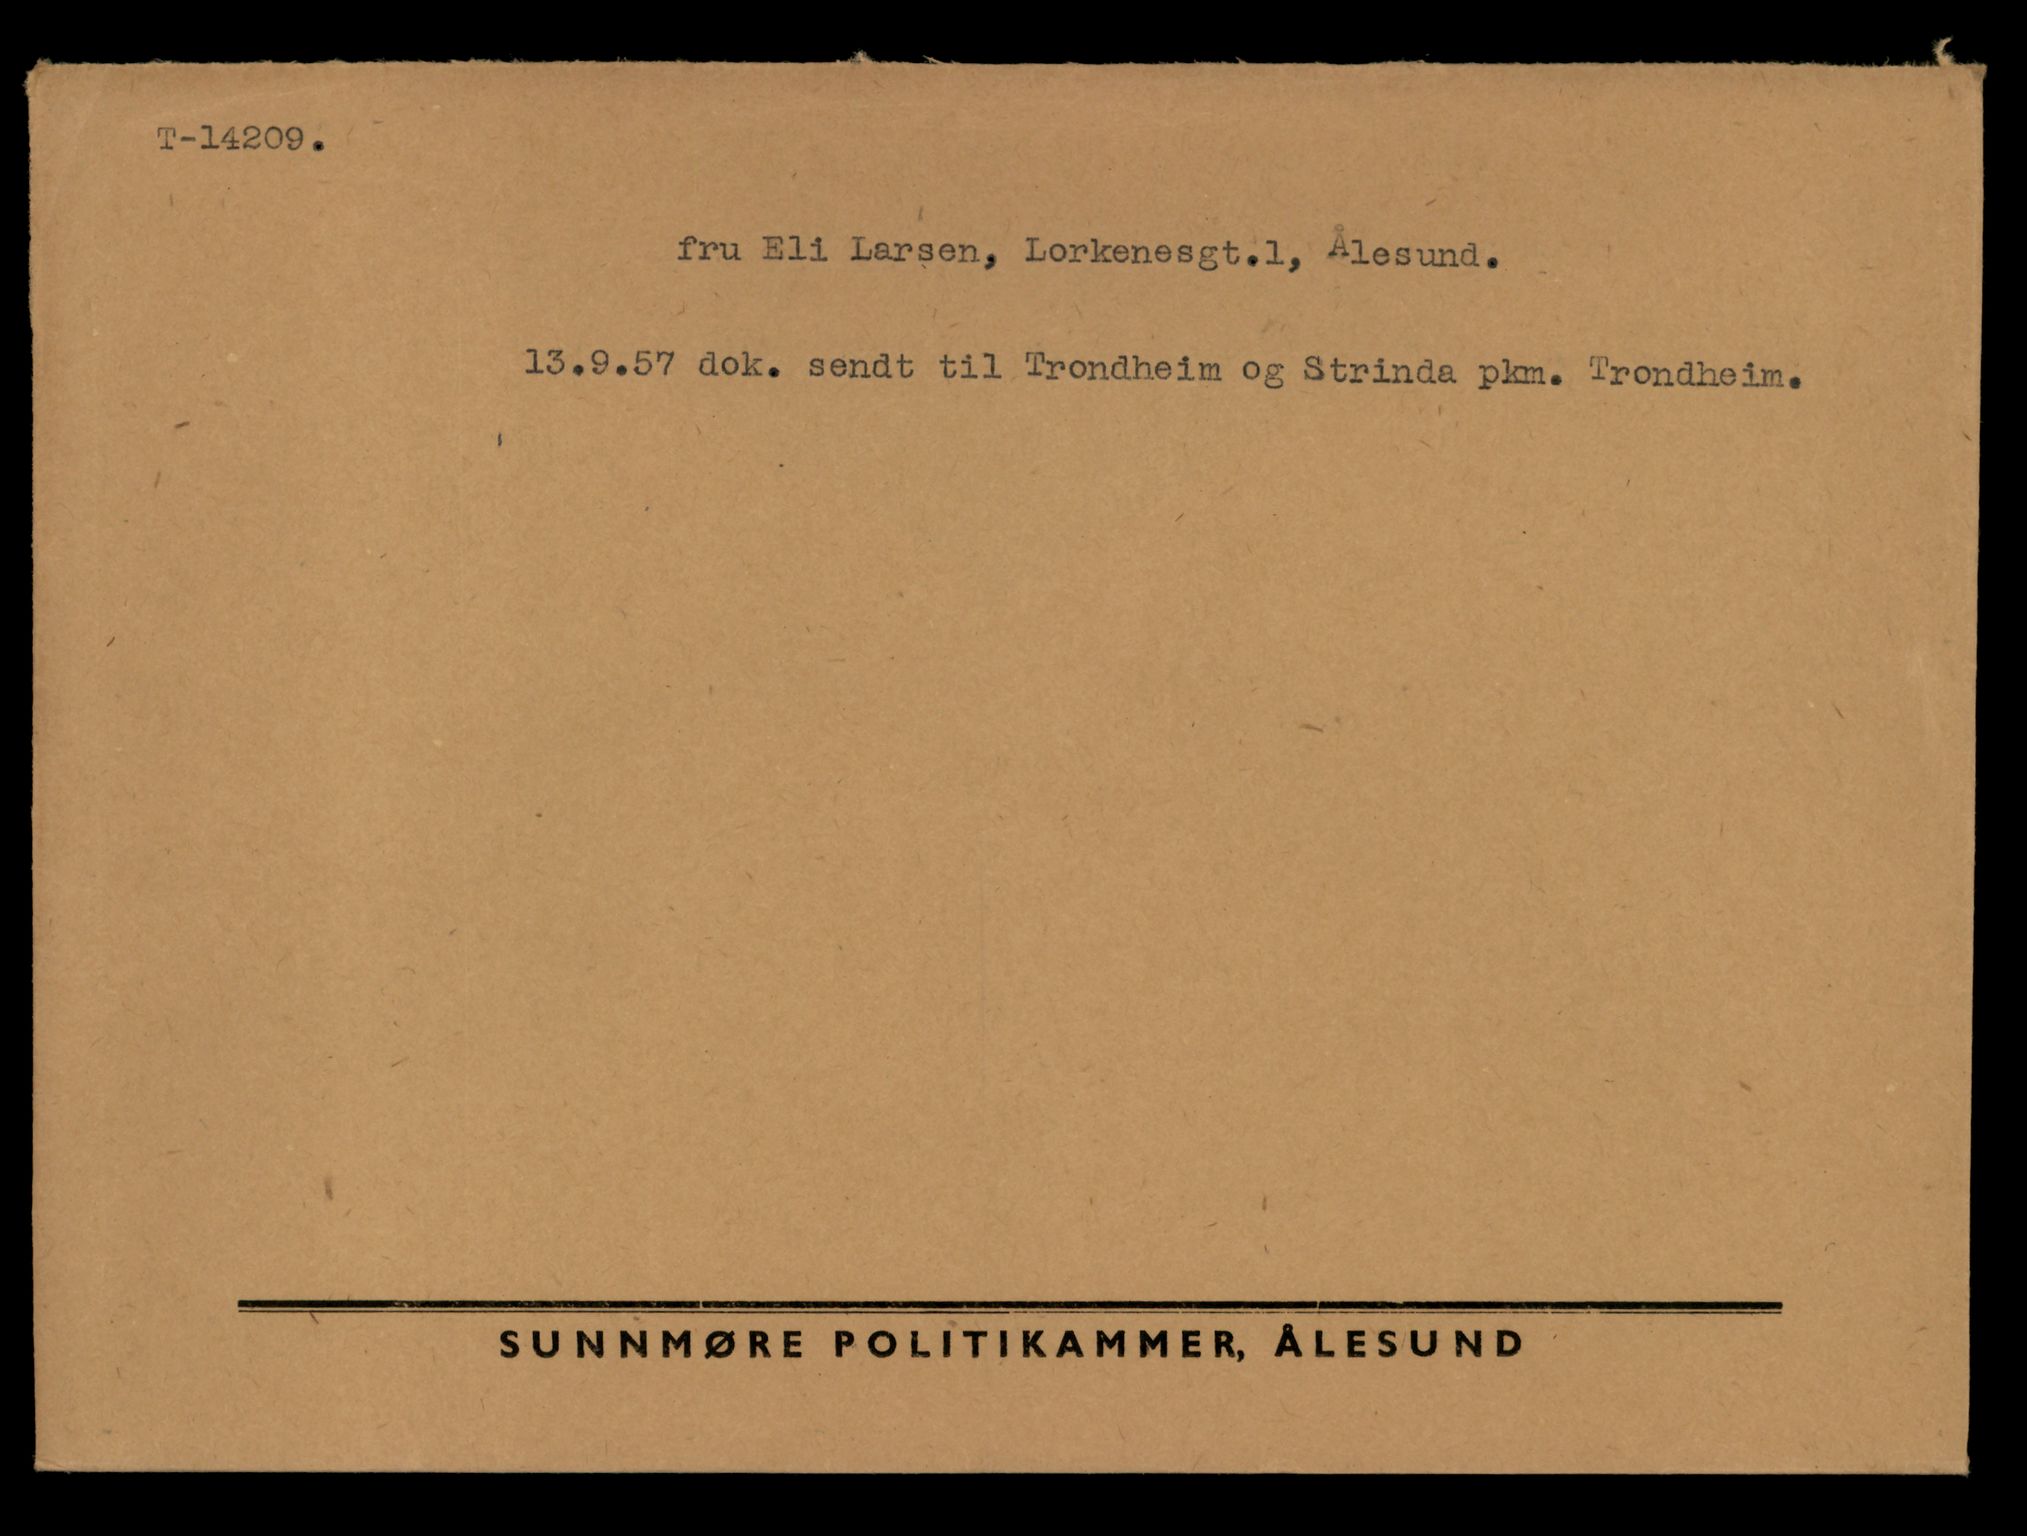 T-14209.
fru Eli Larsen, Lorkenesgt.1, Ålesund.
13.9.57 dok. sendt til Trondheim og Strinda pkm. Trondheim.
SUNNMØRE POLITIKAMMER, ÅLESUND